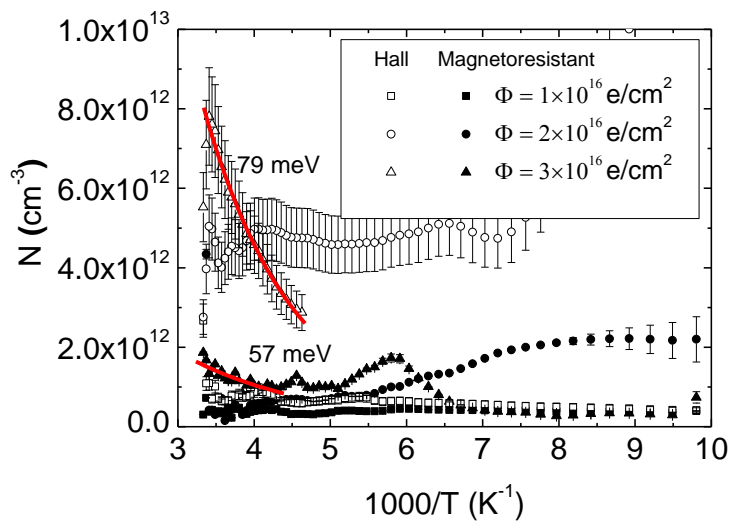 1.0x10^13
8.0x10^12
6.0x10^12
4.0x10^12
2.0x10^12
0.0
N (cm^-3)
Hall Magnetoresistant
Φ = 1×10^16 e/cm^2
Φ = 2×10^16 e/cm^2
Φ = 3×10^16 e/cm^2
79 meV
57 meV
3 4 5 6 7 8 9 10
1000/T (K^-1)